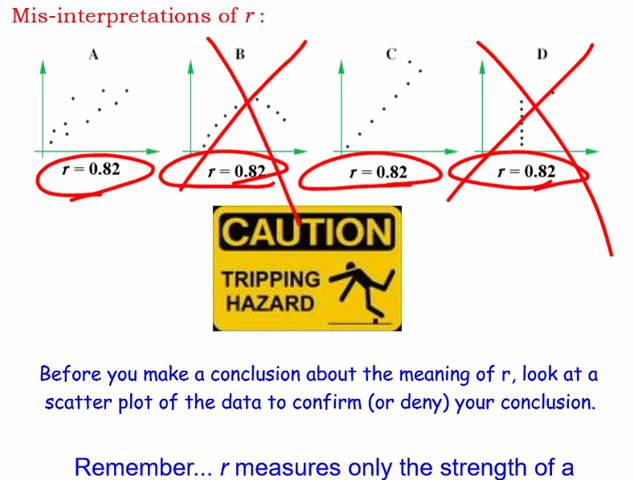 Mis-interpretations of r :
A B C D
r = 0.82 r = 0.82 r = 0.82 r = 0.82
CAUTION
TRIPPING
HAZARD
Before you make a conclusion about the meaning of r, look at a
scatter plot of the data to confirm (or deny) your conclusion.
Remember... r measures only the strength of a